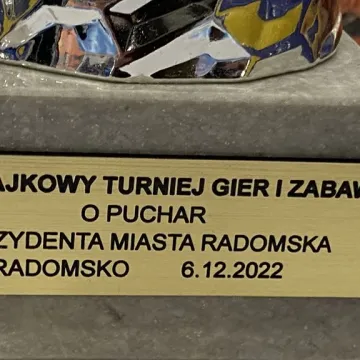 AJKOWY TURNIEJ GIER I ZABAW
O PUCHAR
ZYDENTA MIASTA RADOMSKA
RADOMSKO 6.12.2022